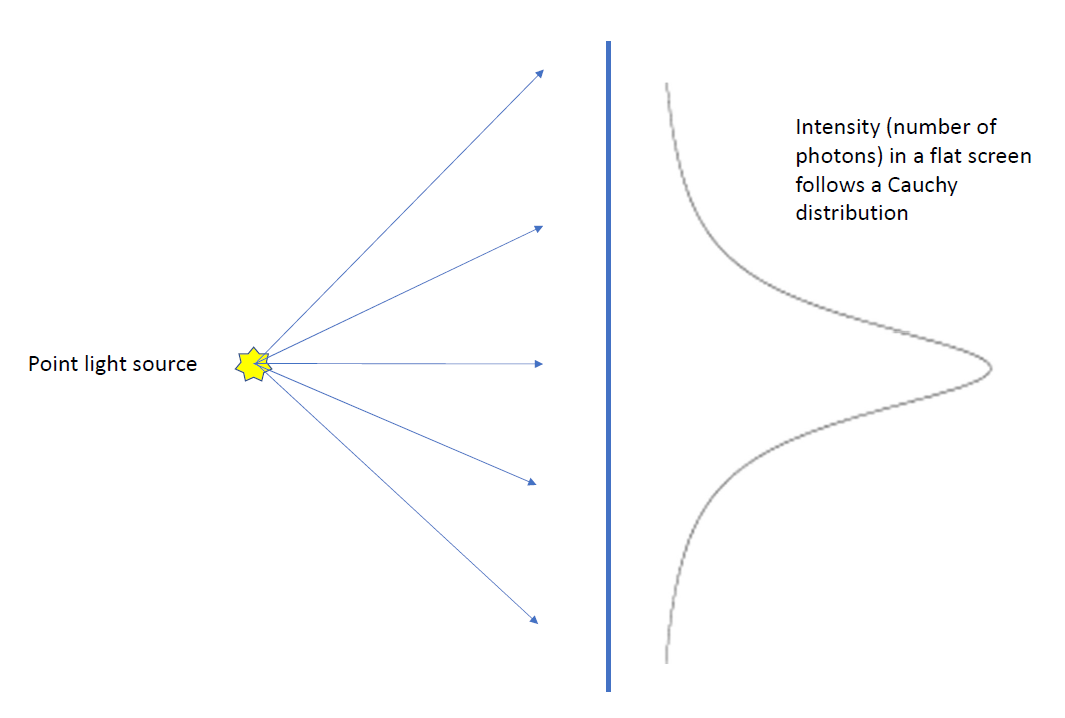 Intensity (number of
photons) in a flat screen
follows a Cauchy
distribution
Point light source